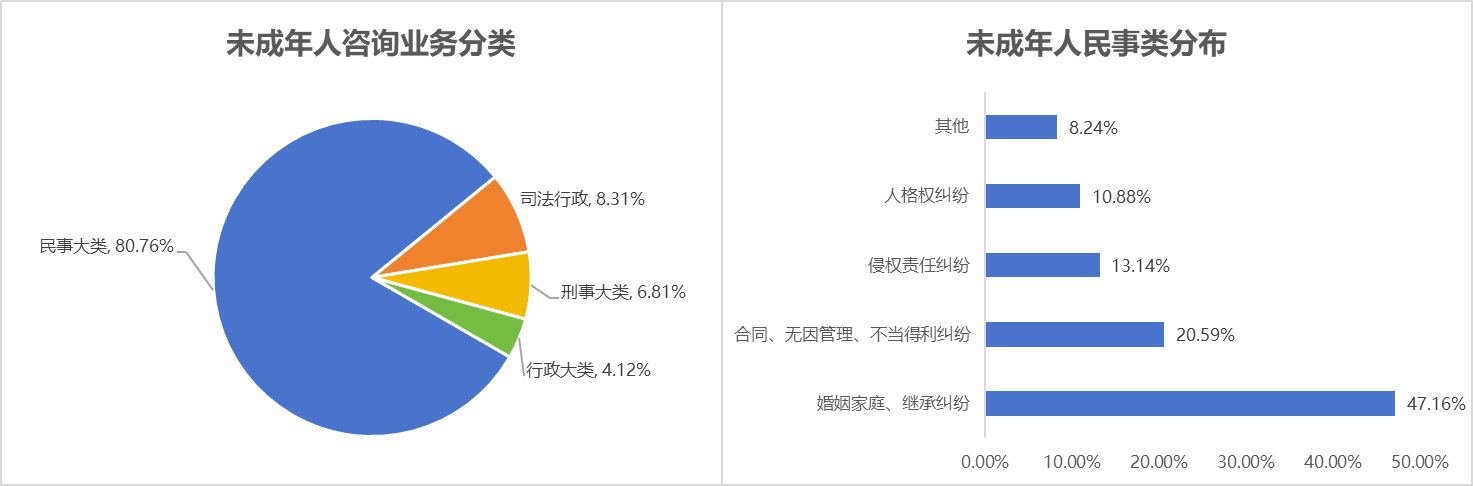 未成年人咨询业务分类
司法行政, 8.31%
民事大类, 80.76%
刑事大类, 6.81%
行政大类, 4.12%
未成年人民事类分布
其他 8.24%
人格权纠纷 10.88%
侵权责任纠纷 13.14%
合同、无因管理、不当得利纠纷 20.59%
婚姻家庭、继承纠纷 47.16%
0.00% 10.00% 20.00% 30.00% 40.00% 50.00%